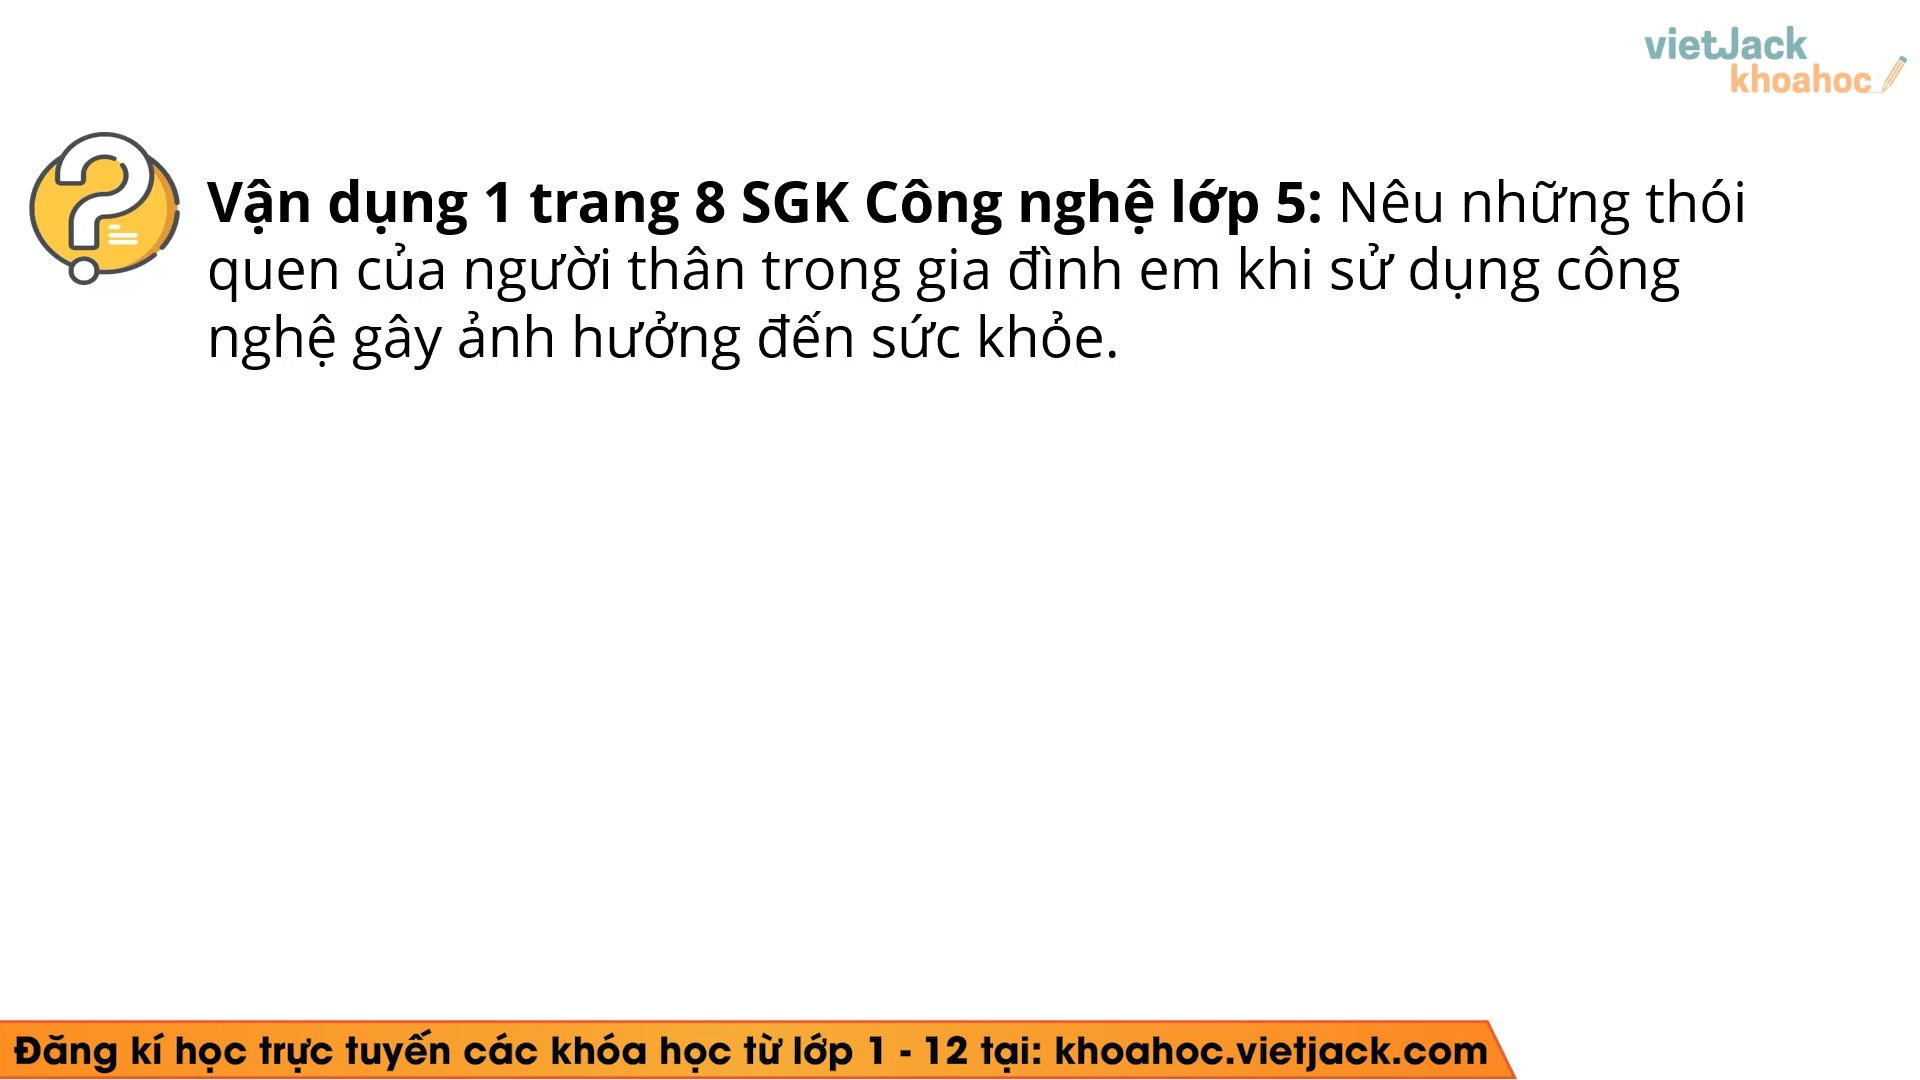 vietJack
khoahoc
Vận dụng 1 trang 8 SGK Công nghệ lớp 5: Nêu những thói
quen của người thân trong gia đình em khi sử dụng công
nghệ gây ảnh hưởng đến sức khỏe.
Đăng kí học trực tuyến các khóa học từ lớp 1 - 12 tại: khoahoc.vietjack.com